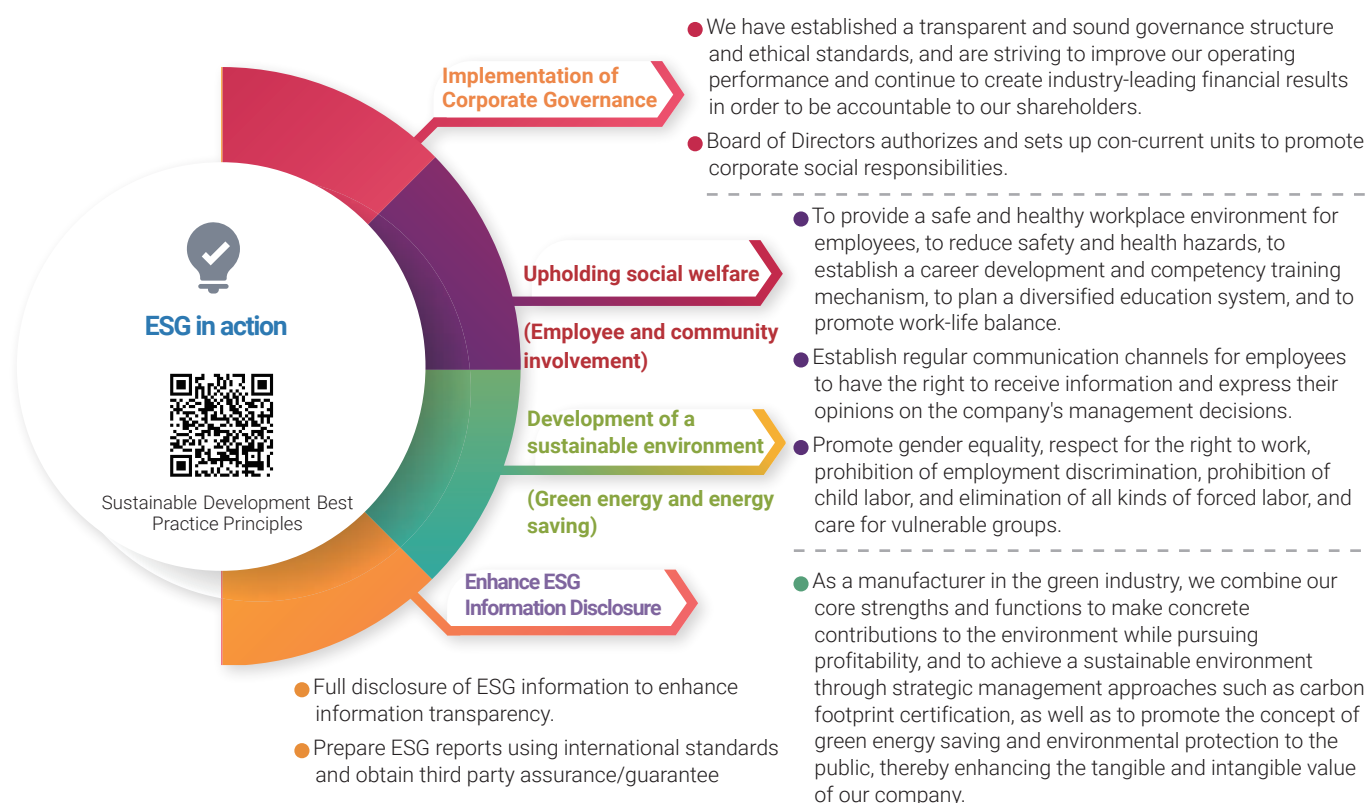 ESG in action
Sustainable Development Best
Practice Principles
Implementation of
Corporate Governance
● We have established a transparent and sound governance structure
and ethical standards, and are striving to improve our operating
performance and continue to create industry-leading financial results
in order to be accountable to our shareholders.
● Board of Directors authorizes and sets up con-current units to promote
corporate social responsibilities.
Upholding social welfare
(Employee and community
involvement)
● To provide a safe and healthy workplace environment for
employees, to reduce safety and health hazards, to
establish a career development and competency training
mechanism, to plan a diversified education system, and to
promote work-life balance.
● Establish regular communication channels for employees
to have the right to receive information and express their
opinions on the company's management decisions.
● Promote gender equality, respect for the right to work,
prohibition of employment discrimination, prohibition of
child labor, and elimination of all kinds of forced labor, and
care for vulnerable groups.
Development of a
sustainable environment
(Green energy and energy
saving)
● As a manufacturer in the green industry, we combine our
core strengths and functions to make concrete
contributions to the environment while pursuing
profitability, and to achieve a sustainable environment
through strategic management approaches such as carbon
footprint certification, as well as to promote the concept of
green energy saving and environmental protection to the
public, thereby enhancing the tangible and intangible value
of our company.
Enhance ESG
Information Disclosure
● Full disclosure of ESG information to enhance
information transparency.
● Prepare ESG reports using international standards
and obtain third party assurance/guarantee